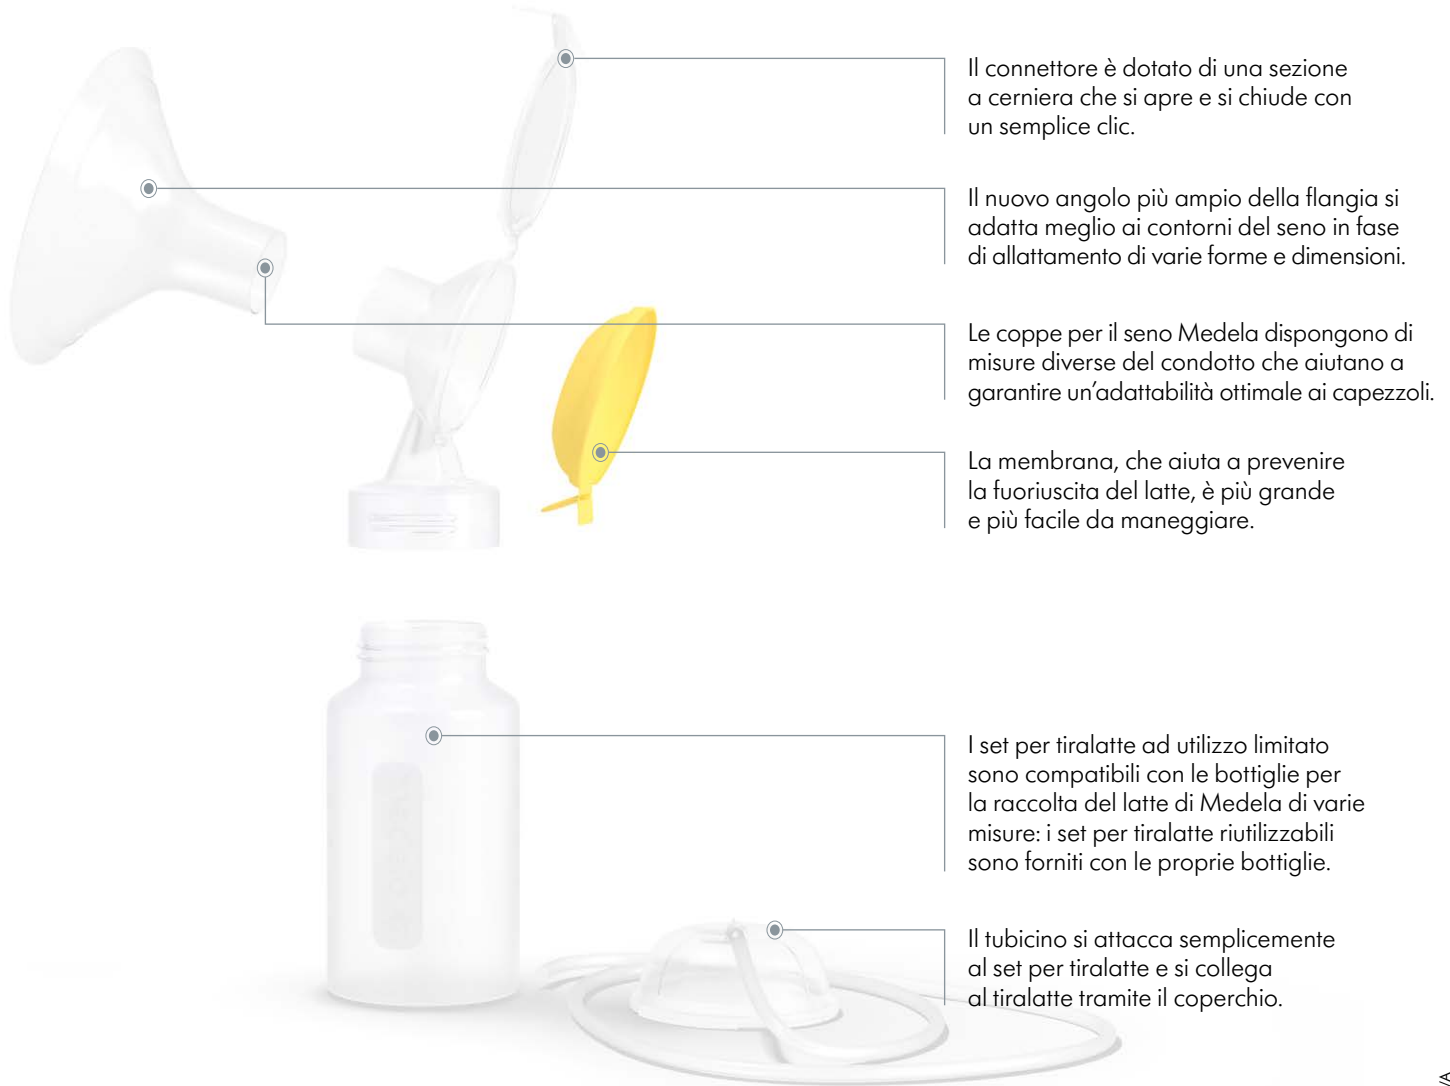 Il connettore è dotato di una sezione
a cerniera che si apre e si chiude con
un semplice clic.
Il nuovo angolo più ampio della flangia si
adatta meglio ai contorni del seno in fase
di allattamento di varie forme e dimensioni.
Le coppe per il seno Medela dispongono di
misure diverse del condotto che aiutano a
garantire un’adattabilità ottimale ai capezzoli.
La membrana, che aiuta a prevenire
la fuoriuscita del latte, è più grande
e più facile da maneggiare.
I set per tiralatte ad utilizzo limitato
sono compatibili con le bottiglie per
la raccolta del latte di Medela di varie
misure: i set per tiralatte riutilizzabili
sono forniti con le proprie bottiglie.
Il tubicino si attacca semplicemente
al set per tiralatte e si collega
al tiralatte tramite il coperchio.